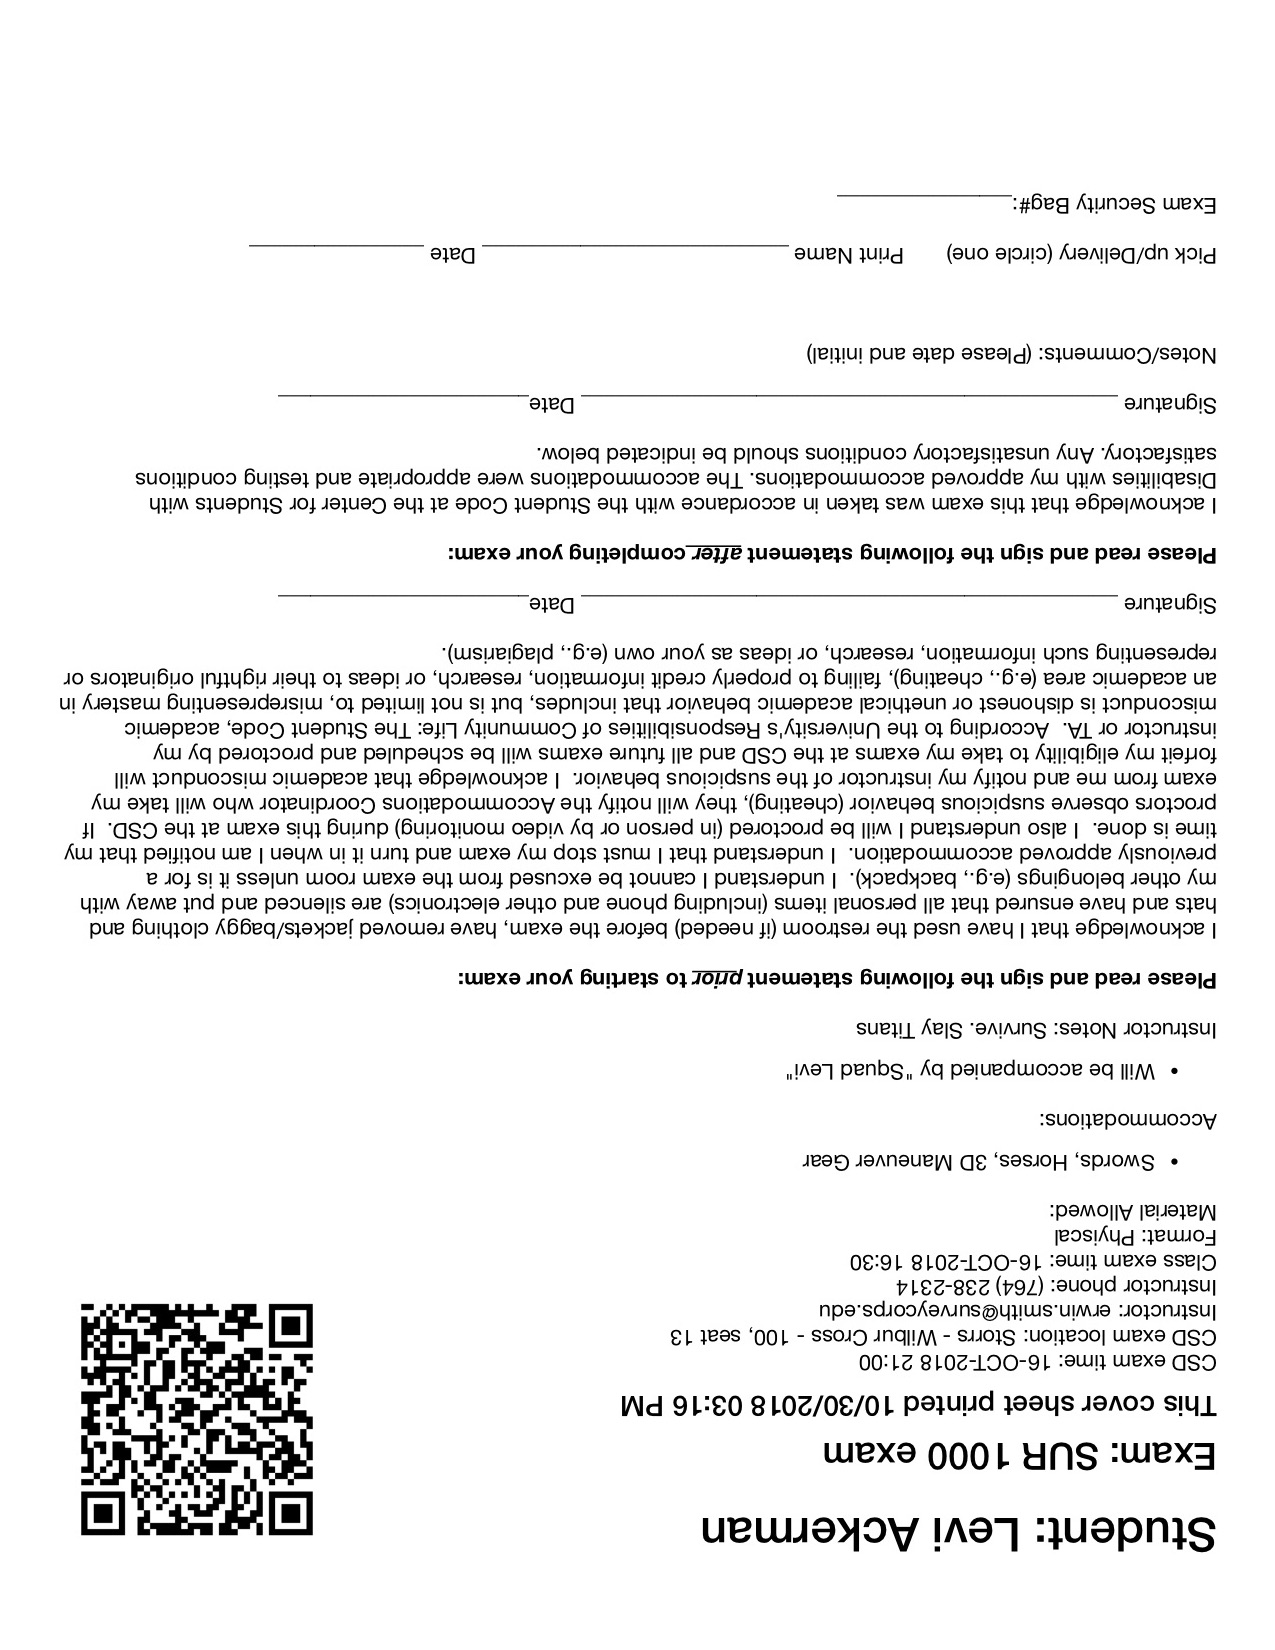 Student: Levi Ackerman
Exam: SUR 1000 exam
This cover sheet printed 10/30/2018 03:16 PM
CSD exam time: 16-OCT-2018 21:00
CSD exam location: Storrs - Wilbur Cross - 100, seat 13
Instructor: erwin.smith@surveycorps.edu
Instructor phone: (764) 238-2314
Class exam time: 16-OCT-2018 16:30
Format: Phyiscal
Material Allowed:
• Swords, Horses, 3D Maneuver Gear
Accommodations:
• Will be accompanied by "Squad Levi"
Instructor Notes: Survive. Slay Titans
Please read and sign the following statement prior to starting your exam:
I acknowledge that I have used the restroom (if needed) before the exam, have removed jackets/baggy clothing and
hats and have ensured that all personal items (including phone and other electronics) are silenced and put away with
my other belongings (e.g., backpack). I understand I cannot be excused from the exam room unless it is for a
previously approved accommodation. I understand that I must stop my exam and turn it in when I am notified that my
time is done. I also understand I will be proctored (in person or by video monitoring) during this exam at the CSD. If
proctors observe suspicious behavior (cheating), they will notify the Accommodations Coordinator who will take my
exam from me and notify my instructor of the suspicious behavior. I acknowledge that academic misconduct will
forfeit my eligibility to take my exams at the CSD and all future exams will be scheduled and proctored by my
instructor or TA. According to the University's Responsibilities of Community Life: The Student Code, academic
misconduct is dishonest or unethical academic behavior that includes, but is not limited to, misrepresenting mastery in
an academic area (e.g., cheating), failing to properly credit information, research, or ideas to their rightful originators or
representing such information, research, or ideas as your own (e.g., plagiarism).
Signature ______________________________ Date______________
Please read and sign the following statement after completing your exam:
I acknowledge that this exam was taken in accordance with the Student Code at the Center for Students with
Disabilities with my approved accommodations. The accommodations were appropriate and testing conditions
satisfactory. Any unsatisfactory conditions should be indicated below.
Signature ______________________________ Date______________
Notes/Comments: (Please date and initial)
Pick up/Delivery (circle one) Print Name __________________ Date __________
Exam Security Bag#:__________